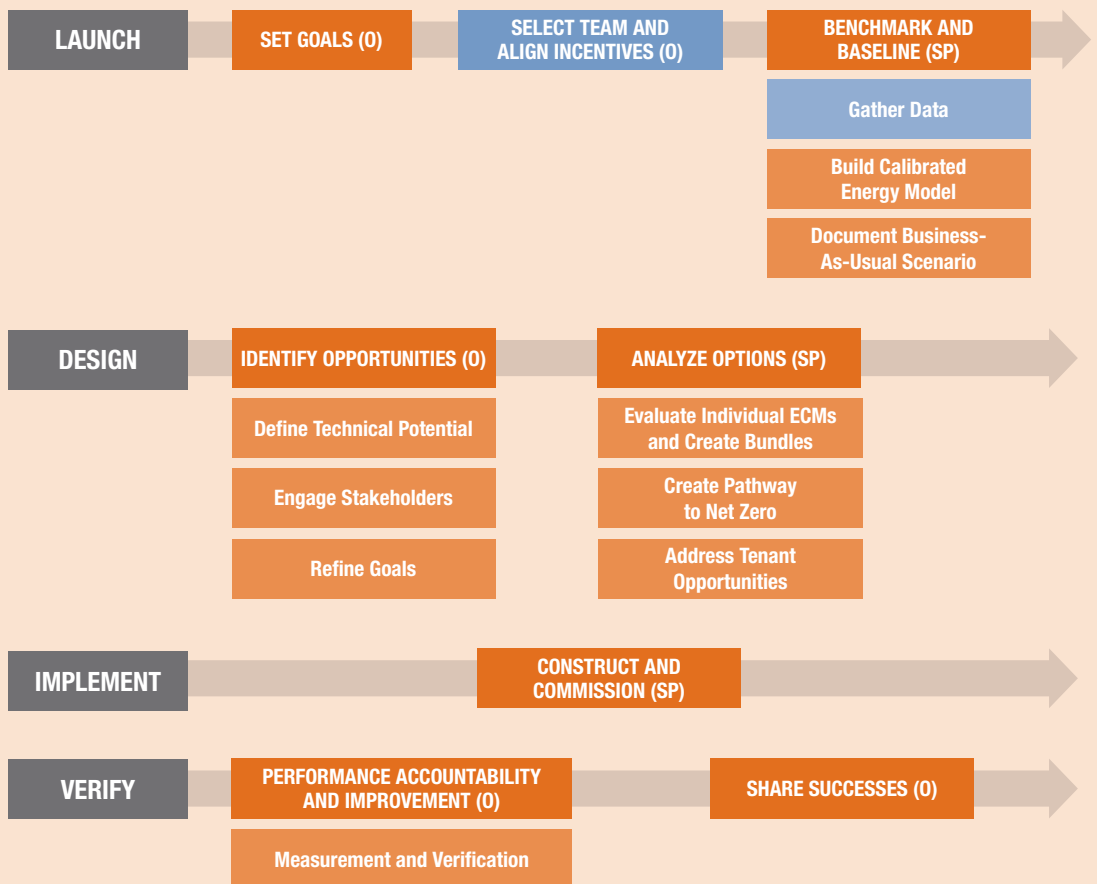 LAUNCH
SET GOALS (O)
SELECT TEAM AND
ALIGN INCENTIVES (O)
BENCHMARK AND
BASELINE (SP)
Gather Data
Build Calibrated
Energy Model
Document Business-
As-Usual Scenario
DESIGN
IDENTIFY OPPORTUNITIES (O)
Define Technical Potential
Engage Stakeholders
Refine Goals
ANALYZE OPTIONS (SP)
Evaluate Individual ECMs
and Create Bundles
Create Pathway
to Net Zero
Address Tenant
Opportunities
IMPLEMENT
CONSTRUCT AND
COMMISSION (SP)
VERIFY
PERFORMANCE ACCOUNTABILITY
AND IMPROVEMENT (O)
Measurement and Verification
SHARE SUCCESSES (O)